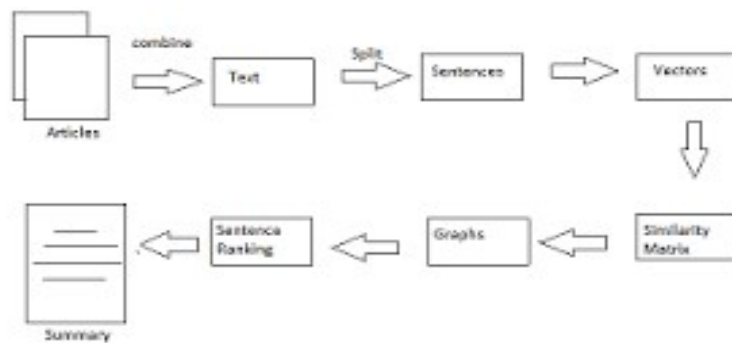 combine
Split
Text
Sentences
Vectors
Articles
Sentence
Ranking
Graphs
Similarity
Matrix
Summary